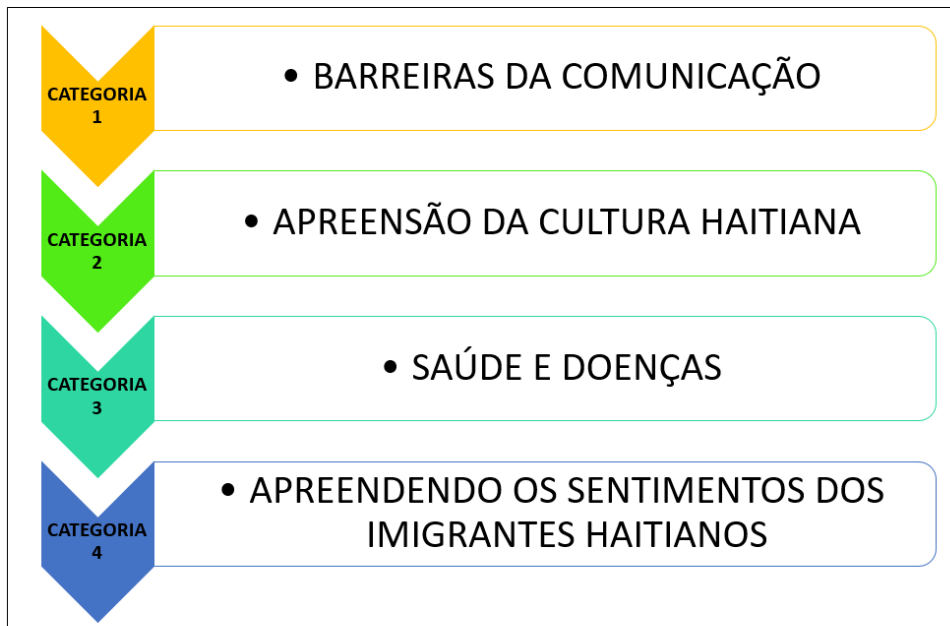 CATEGORIA
1
• BARREIRAS DA COMUNICAÇÃO
CATEGORIA
2
• APREENSÃO DA CULTURA HAITIANA
CATEGORIA
3
• SAÚDE E DOENÇAS
CATEGORIA
4
• APREENDENDO OS SENTIMENTOS DOS
IMIGRANTES HAITIANOS